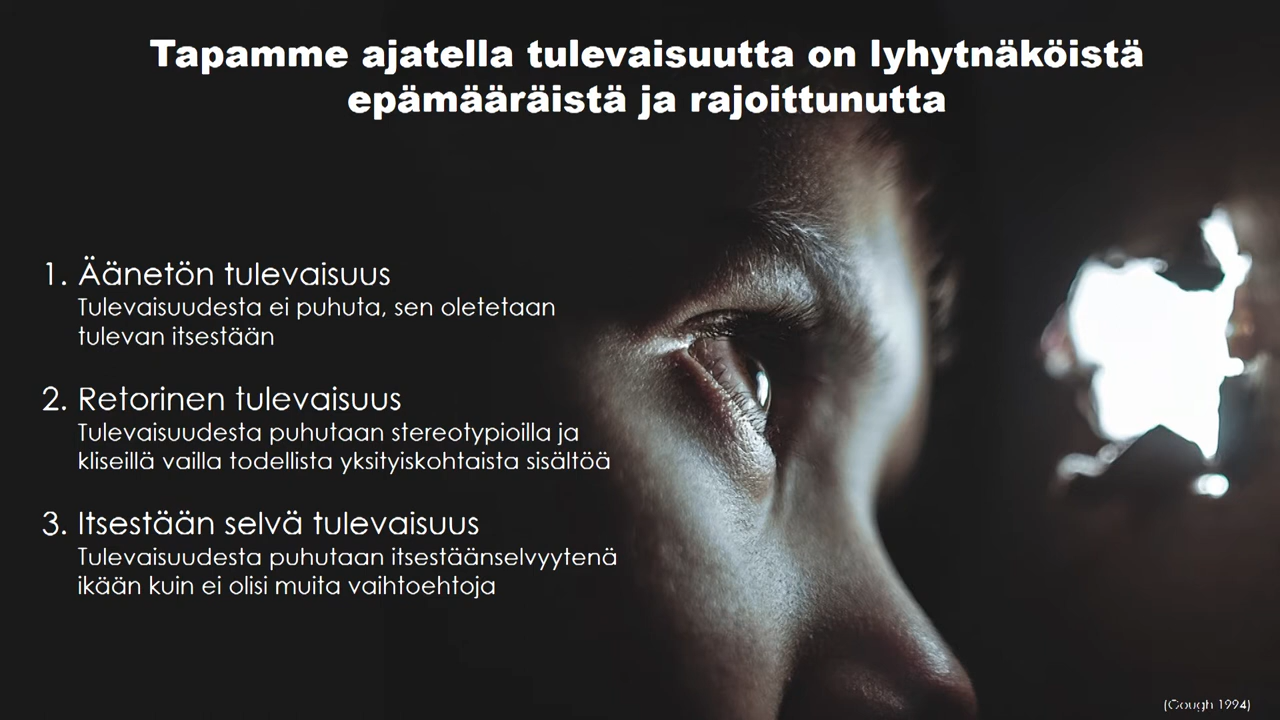 Tapamme ajatella tulevaisuutta on lyhytnäköistä
epämääräistä ja rajoittunutta
1. Äänetön tulevaisuus
Tulevaisuudesta ei puhuta, sen oletetaan
tulevan itsestään
2. Retorinen tulevaisuus
Tulevaisuudesta puhutaan stereotypioilla ja
kliseillä vailla todellista yksityiskohtaista sisältöä
3. Itsestään selvä tulevaisuus
Tulevaisuudesta puhutaan itsestäänselvyytenä
ikään kuin ei olisi muita vaihtoehtoja
(Gough 1994)